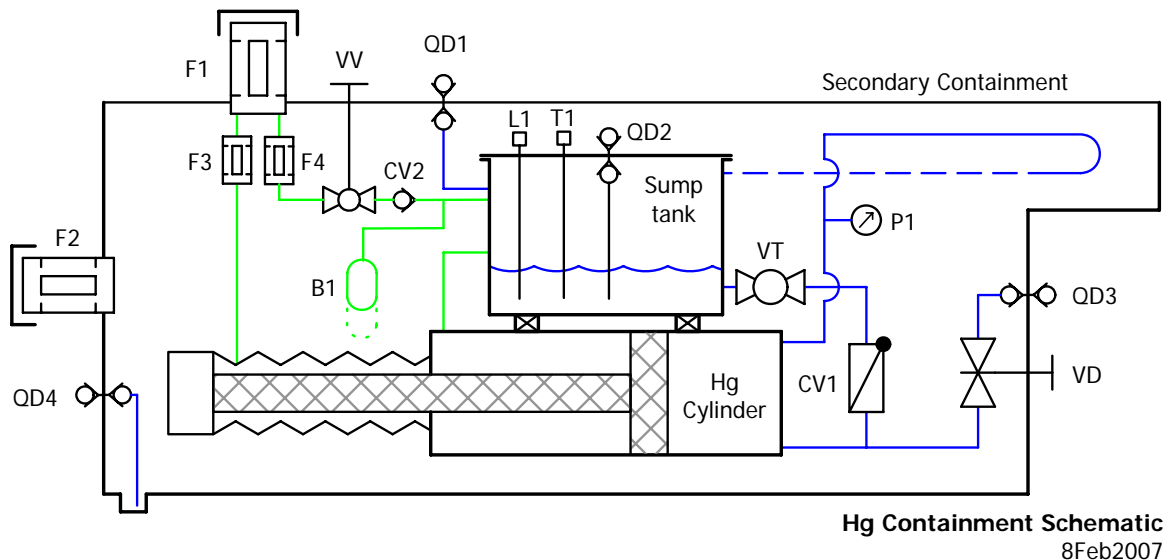 QD1
VV
F1
Secondary Containment
L1
T1
QD2
F3
F4
CV2
Sump
tank
P1
F2
VT
B1
QD3
QD4
Hg
Cylinder
CV1
VD
Hg Containment Schematic
8Feb2007